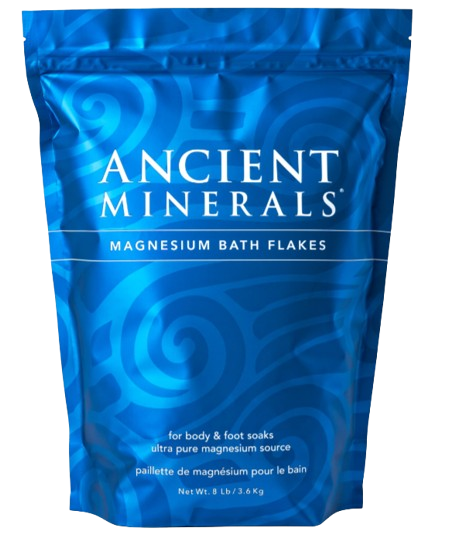 ANCIENT
MINERALS®
MAGNESIUM BATH FLAKES
for body & foot soaks
ultra pure magnesium source
paillette de magnésium pour le bain
Net Wt. 8 Lb / 3.6 Kg